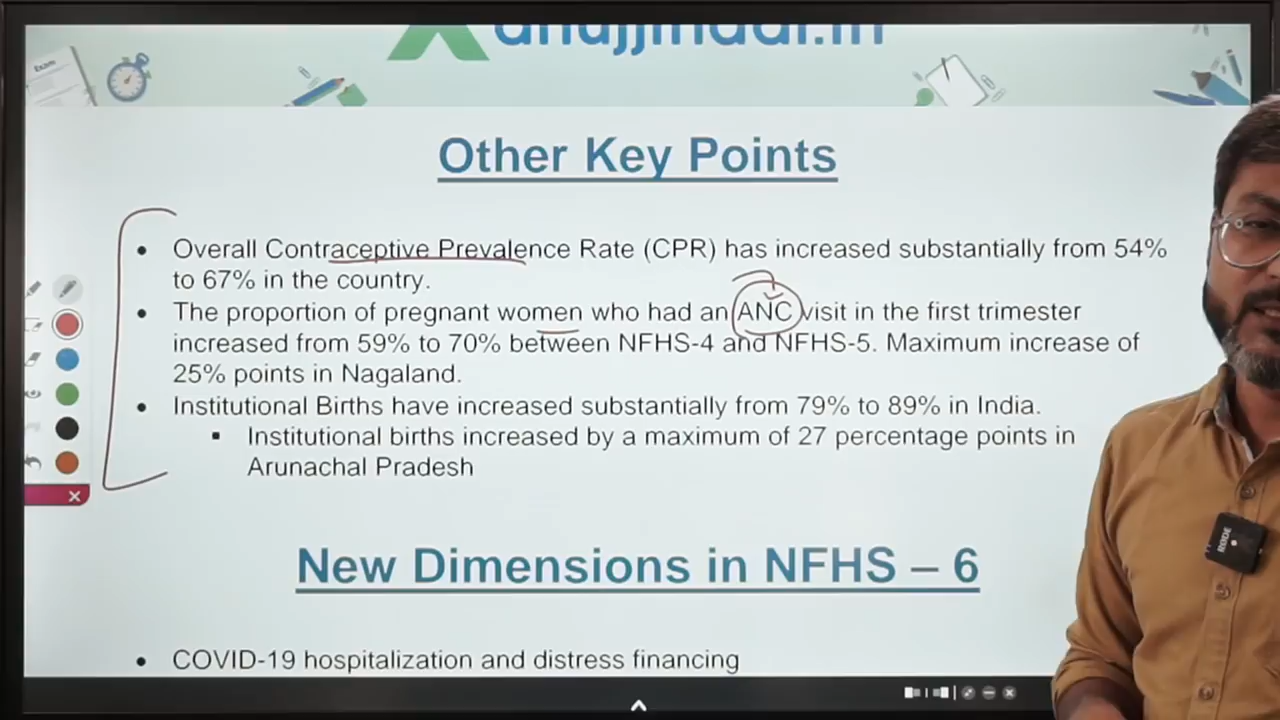 anujjindal.in
Exam
Other Key Points
• Overall Contraceptive Prevalence Rate (CPR) has increased substantially from 54%
to 67% in the country.
• The proportion of pregnant women who had an ANC visit in the first trimester
increased from 59% to 70% between NFHS-4 and NFHS-5. Maximum increase of
25% points in Nagaland.
• Institutional Births have increased substantially from 79% to 89% in India.
▪ Institutional births increased by a maximum of 27 percentage points in
Arunachal Pradesh
RODE
New Dimensions in NFHS – 6
• COVID-19 hospitalization and distress financing